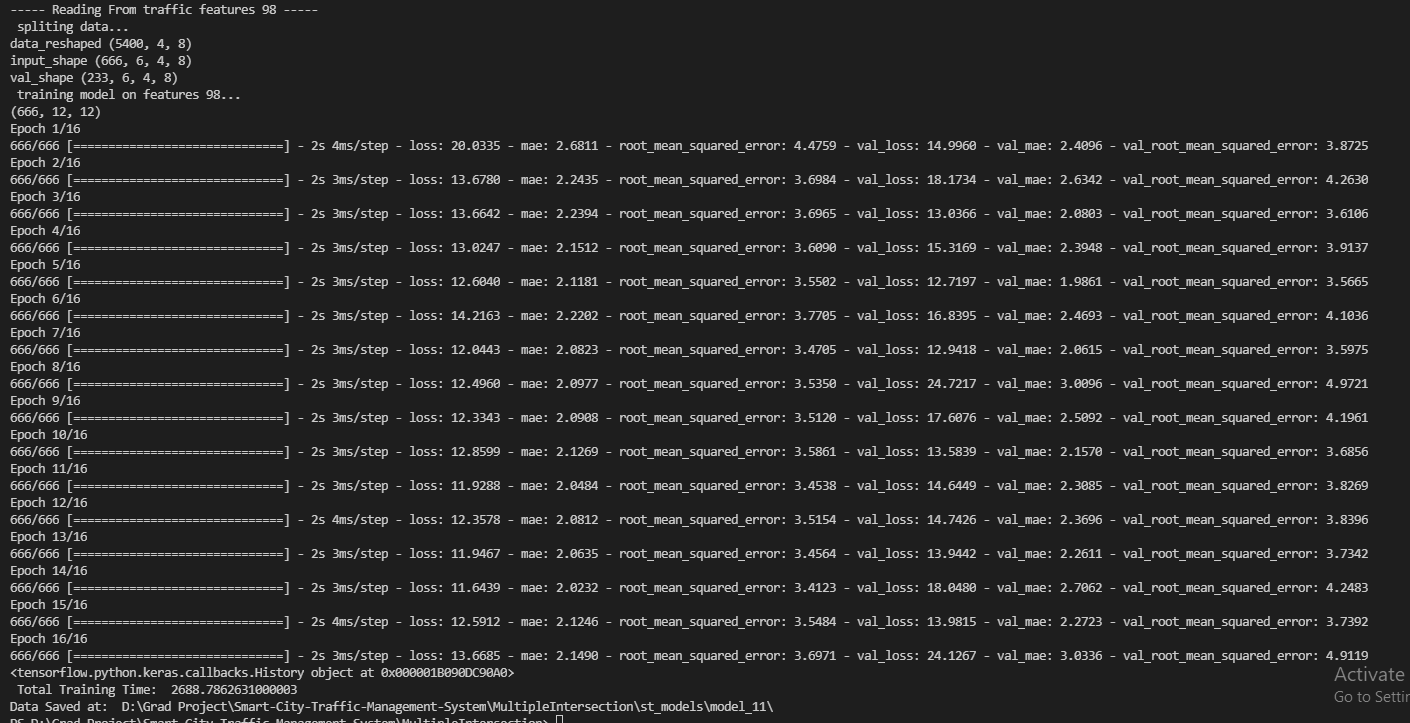 ----- Reading From traffic features 98 -----
 spliting data...
data_reshaped (5400, 4, 8)
input_shape (666, 6, 4, 8)
val_shape (233, 6, 4, 8)
 training model on features 98...
(666, 12, 12)
Epoch 1/16
666/666 [==============================] - 2s 4ms/step - loss: 20.0335 - mae: 2.6811 - root_mean_squared_error: 4.4759 - val_loss: 14.9960 - val_mae: 2.4096 - val_root_mean_squared_error: 3.8725
Epoch 2/16
666/666 [==============================] - 2s 3ms/step - loss: 13.6780 - mae: 2.2435 - root_mean_squared_error: 3.6984 - val_loss: 18.1734 - val_mae: 2.6342 - val_root_mean_squared_error: 4.2630
Epoch 3/16
666/666 [==============================] - 2s 3ms/step - loss: 13.6642 - mae: 2.2394 - root_mean_squared_error: 3.6965 - val_loss: 13.0366 - val_mae: 2.0803 - val_root_mean_squared_error: 3.6106
Epoch 4/16
666/666 [==============================] - 2s 3ms/step - loss: 13.0247 - mae: 2.1512 - root_mean_squared_error: 3.6090 - val_loss: 15.3169 - val_mae: 2.3948 - val_root_mean_squared_error: 3.9137
Epoch 5/16
666/666 [==============================] - 2s 3ms/step - loss: 12.6040 - mae: 2.1181 - root_mean_squared_error: 3.5502 - val_loss: 12.7197 - val_mae: 1.9861 - val_root_mean_squared_error: 3.5665
Epoch 6/16
666/666 [==============================] - 2s 3ms/step - loss: 14.2163 - mae: 2.2202 - root_mean_squared_error: 3.7705 - val_loss: 16.8395 - val_mae: 2.4693 - val_root_mean_squared_error: 4.1036
Epoch 7/16
666/666 [==============================] - 2s 3ms/step - loss: 12.0443 - mae: 2.0823 - root_mean_squared_error: 3.4705 - val_loss: 12.9418 - val_mae: 2.0615 - val_root_mean_squared_error: 3.5975
Epoch 8/16
666/666 [==============================] - 2s 3ms/step - loss: 12.4960 - mae: 2.0977 - root_mean_squared_error: 3.5350 - val_loss: 24.7217 - val_mae: 3.0096 - val_root_mean_squared_error: 4.9721
Epoch 9/16
666/666 [==============================] - 2s 3ms/step - loss: 12.3343 - mae: 2.0908 - root_mean_squared_error: 3.5120 - val_loss: 17.6076 - val_mae: 2.5092 - val_root_mean_squared_error: 4.1961
Epoch 10/16
666/666 [==============================] - 2s 3ms/step - loss: 12.8599 - mae: 2.1269 - root_mean_squared_error: 3.5861 - val_loss: 13.5839 - val_mae: 2.1570 - val_root_mean_squared_error: 3.6856
Epoch 11/16
666/666 [==============================] - 2s 3ms/step - loss: 11.9288 - mae: 2.0484 - root_mean_squared_error: 3.4538 - val_loss: 14.6449 - val_mae: 2.3085 - val_root_mean_squared_error: 3.8269
Epoch 12/16
666/666 [==============================] - 2s 4ms/step - loss: 12.3578 - mae: 2.0812 - root_mean_squared_error: 3.5154 - val_loss: 14.7426 - val_mae: 2.3696 - val_root_mean_squared_error: 3.8396
Epoch 13/16
666/666 [==============================] - 2s 3ms/step - loss: 11.9467 - mae: 2.0635 - root_mean_squared_error: 3.4564 - val_loss: 13.9442 - val_mae: 2.2611 - val_root_mean_squared_error: 3.7342
Epoch 14/16
666/666 [==============================] - 2s 3ms/step - loss: 11.6439 - mae: 2.0232 - root_mean_squared_error: 3.4123 - val_loss: 18.0480 - val_mae: 2.7062 - val_root_mean_squared_error: 4.2483
Epoch 15/16
666/666 [==============================] - 2s 4ms/step - loss: 12.5912 - mae: 2.1246 - root_mean_squared_error: 3.5484 - val_loss: 13.9815 - val_mae: 2.2723 - val_root_mean_squared_error: 3.7392
Epoch 16/16
666/666 [==============================] - 2s 3ms/step - loss: 13.6685 - mae: 2.1490 - root_mean_squared_error: 3.6971 - val_loss: 24.1267 - val_mae: 3.0336 - val_root_mean_squared_error: 4.9119
<tensorflow.python.keras.callbacks.History object at 0x000001B090DC90A0>
 Total Training Time:  2688.7862631000003
Data Saved at:  D:\Grad Project\Smart-City-Traffic-Management-System\MultipleIntersection\st_models\model_11\
PS D:\Grad Project\Smart-City-Traffic-Management-System\MultipleIntersection>
Activate
Go to Settin